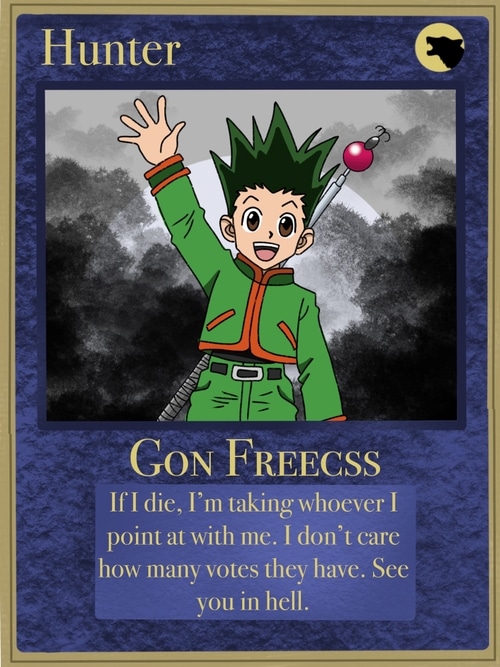 Hunter
Gon Freecss
If I die, I'm taking whoever I
point at with me. I don't care
how many votes they have. See
you in hell.